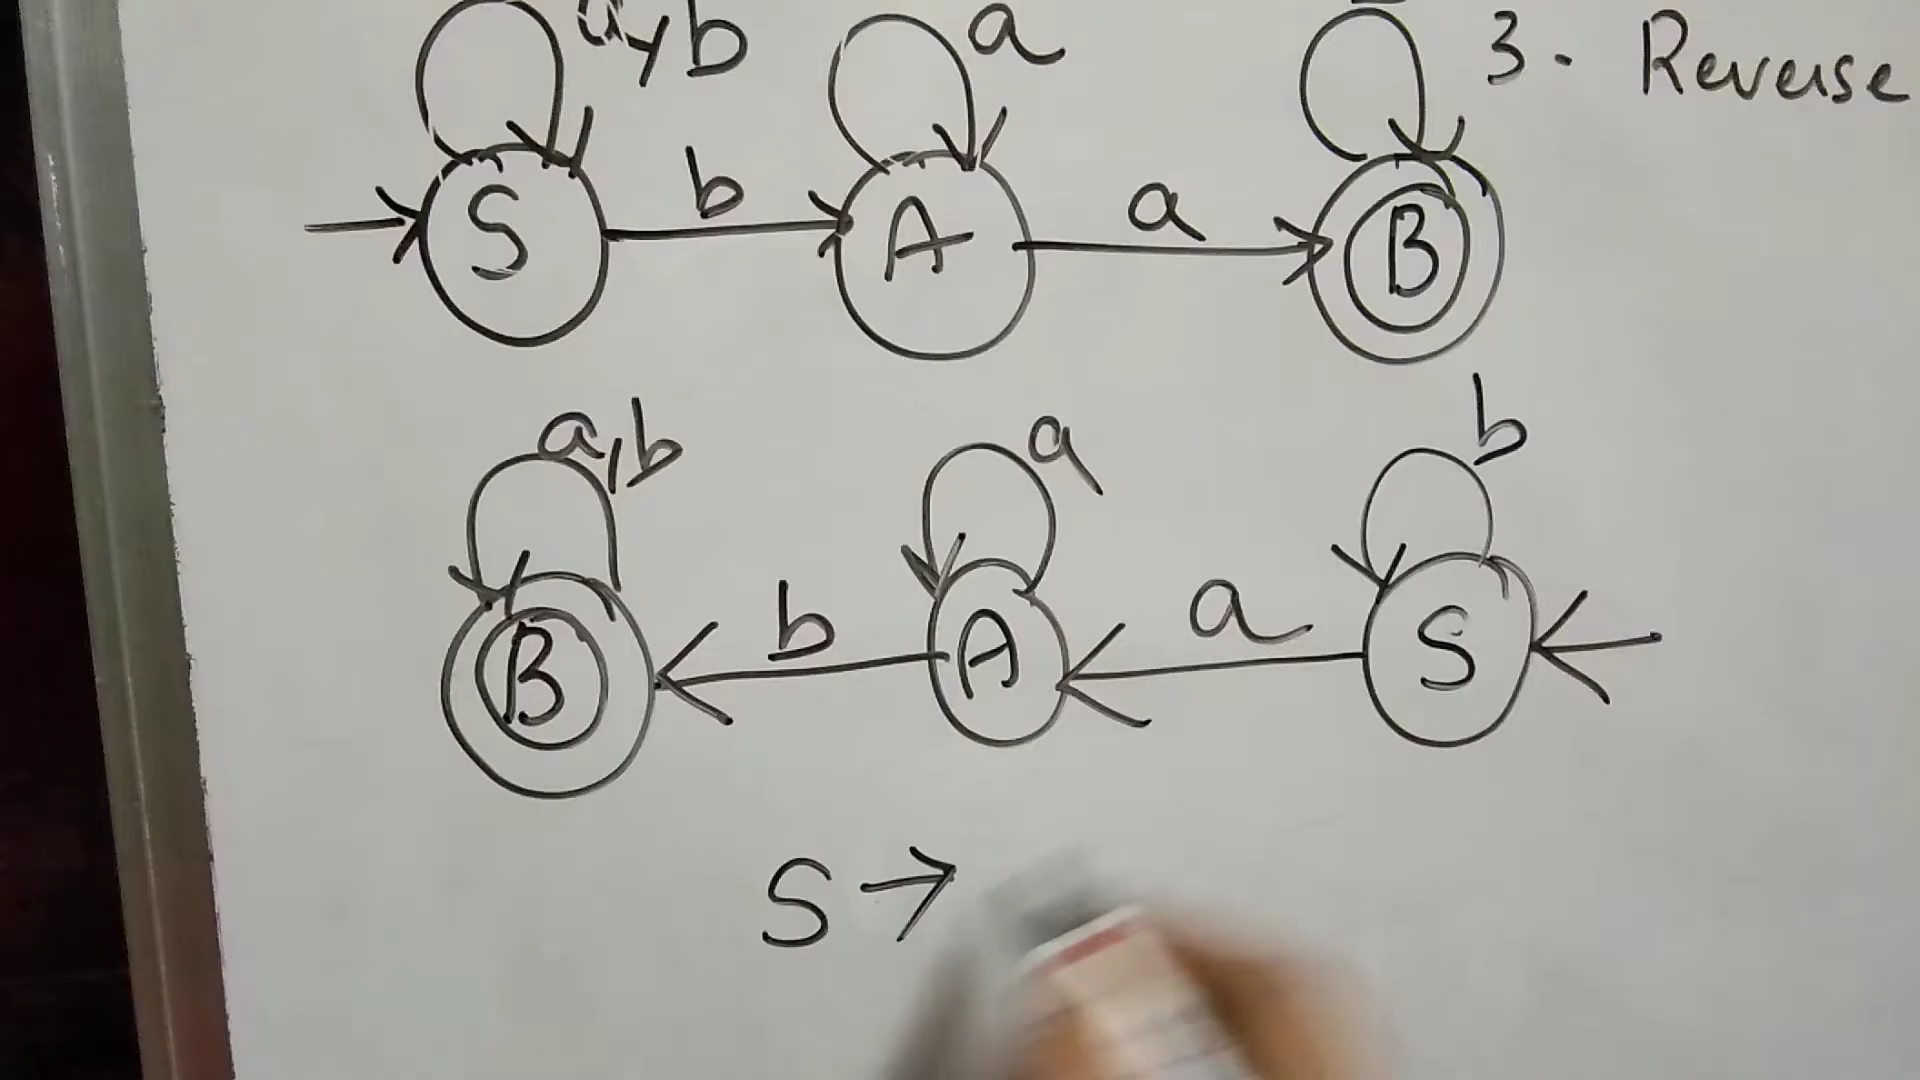 a,b a 3. Reverse
S b A a B
a,b a b
B b A a S
S →